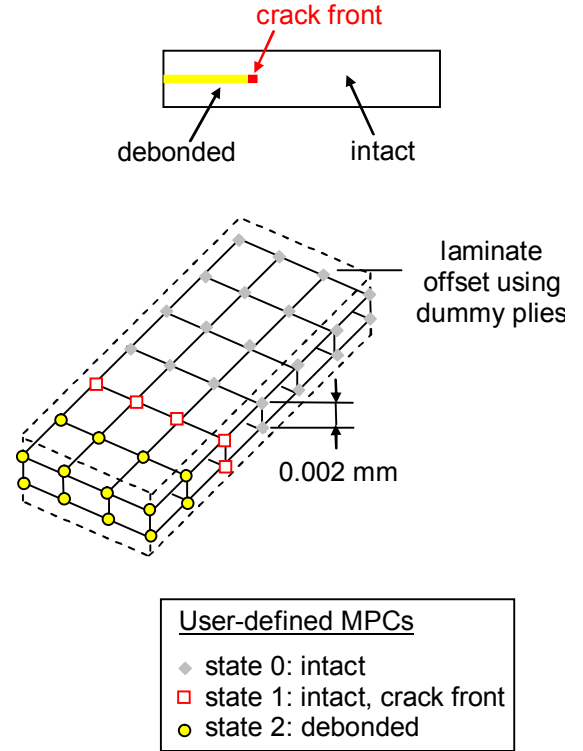 crack front
debonded
intact
laminate
offset using
dummy plies
0.002 mm
User-defined MPCs
state 0: intact
state 1: intact, crack front
state 2: debonded